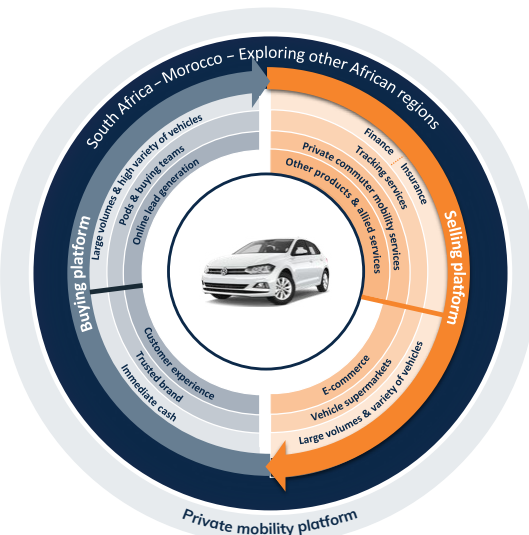 South Africa – Morocco – Exploring other African regions
Buying platform
Large volumes & high variety of vehicles
Pods & buying teams
Online lead generation
Customer experience
Trusted brand
Immediate cash
Selling platform
Finance
Insurance
Tracking services
Private commuter mobility services
Other products & allied services
E-commerce
Vehicle supermarkets
Large volumes & variety of vehicles
Private mobility platform